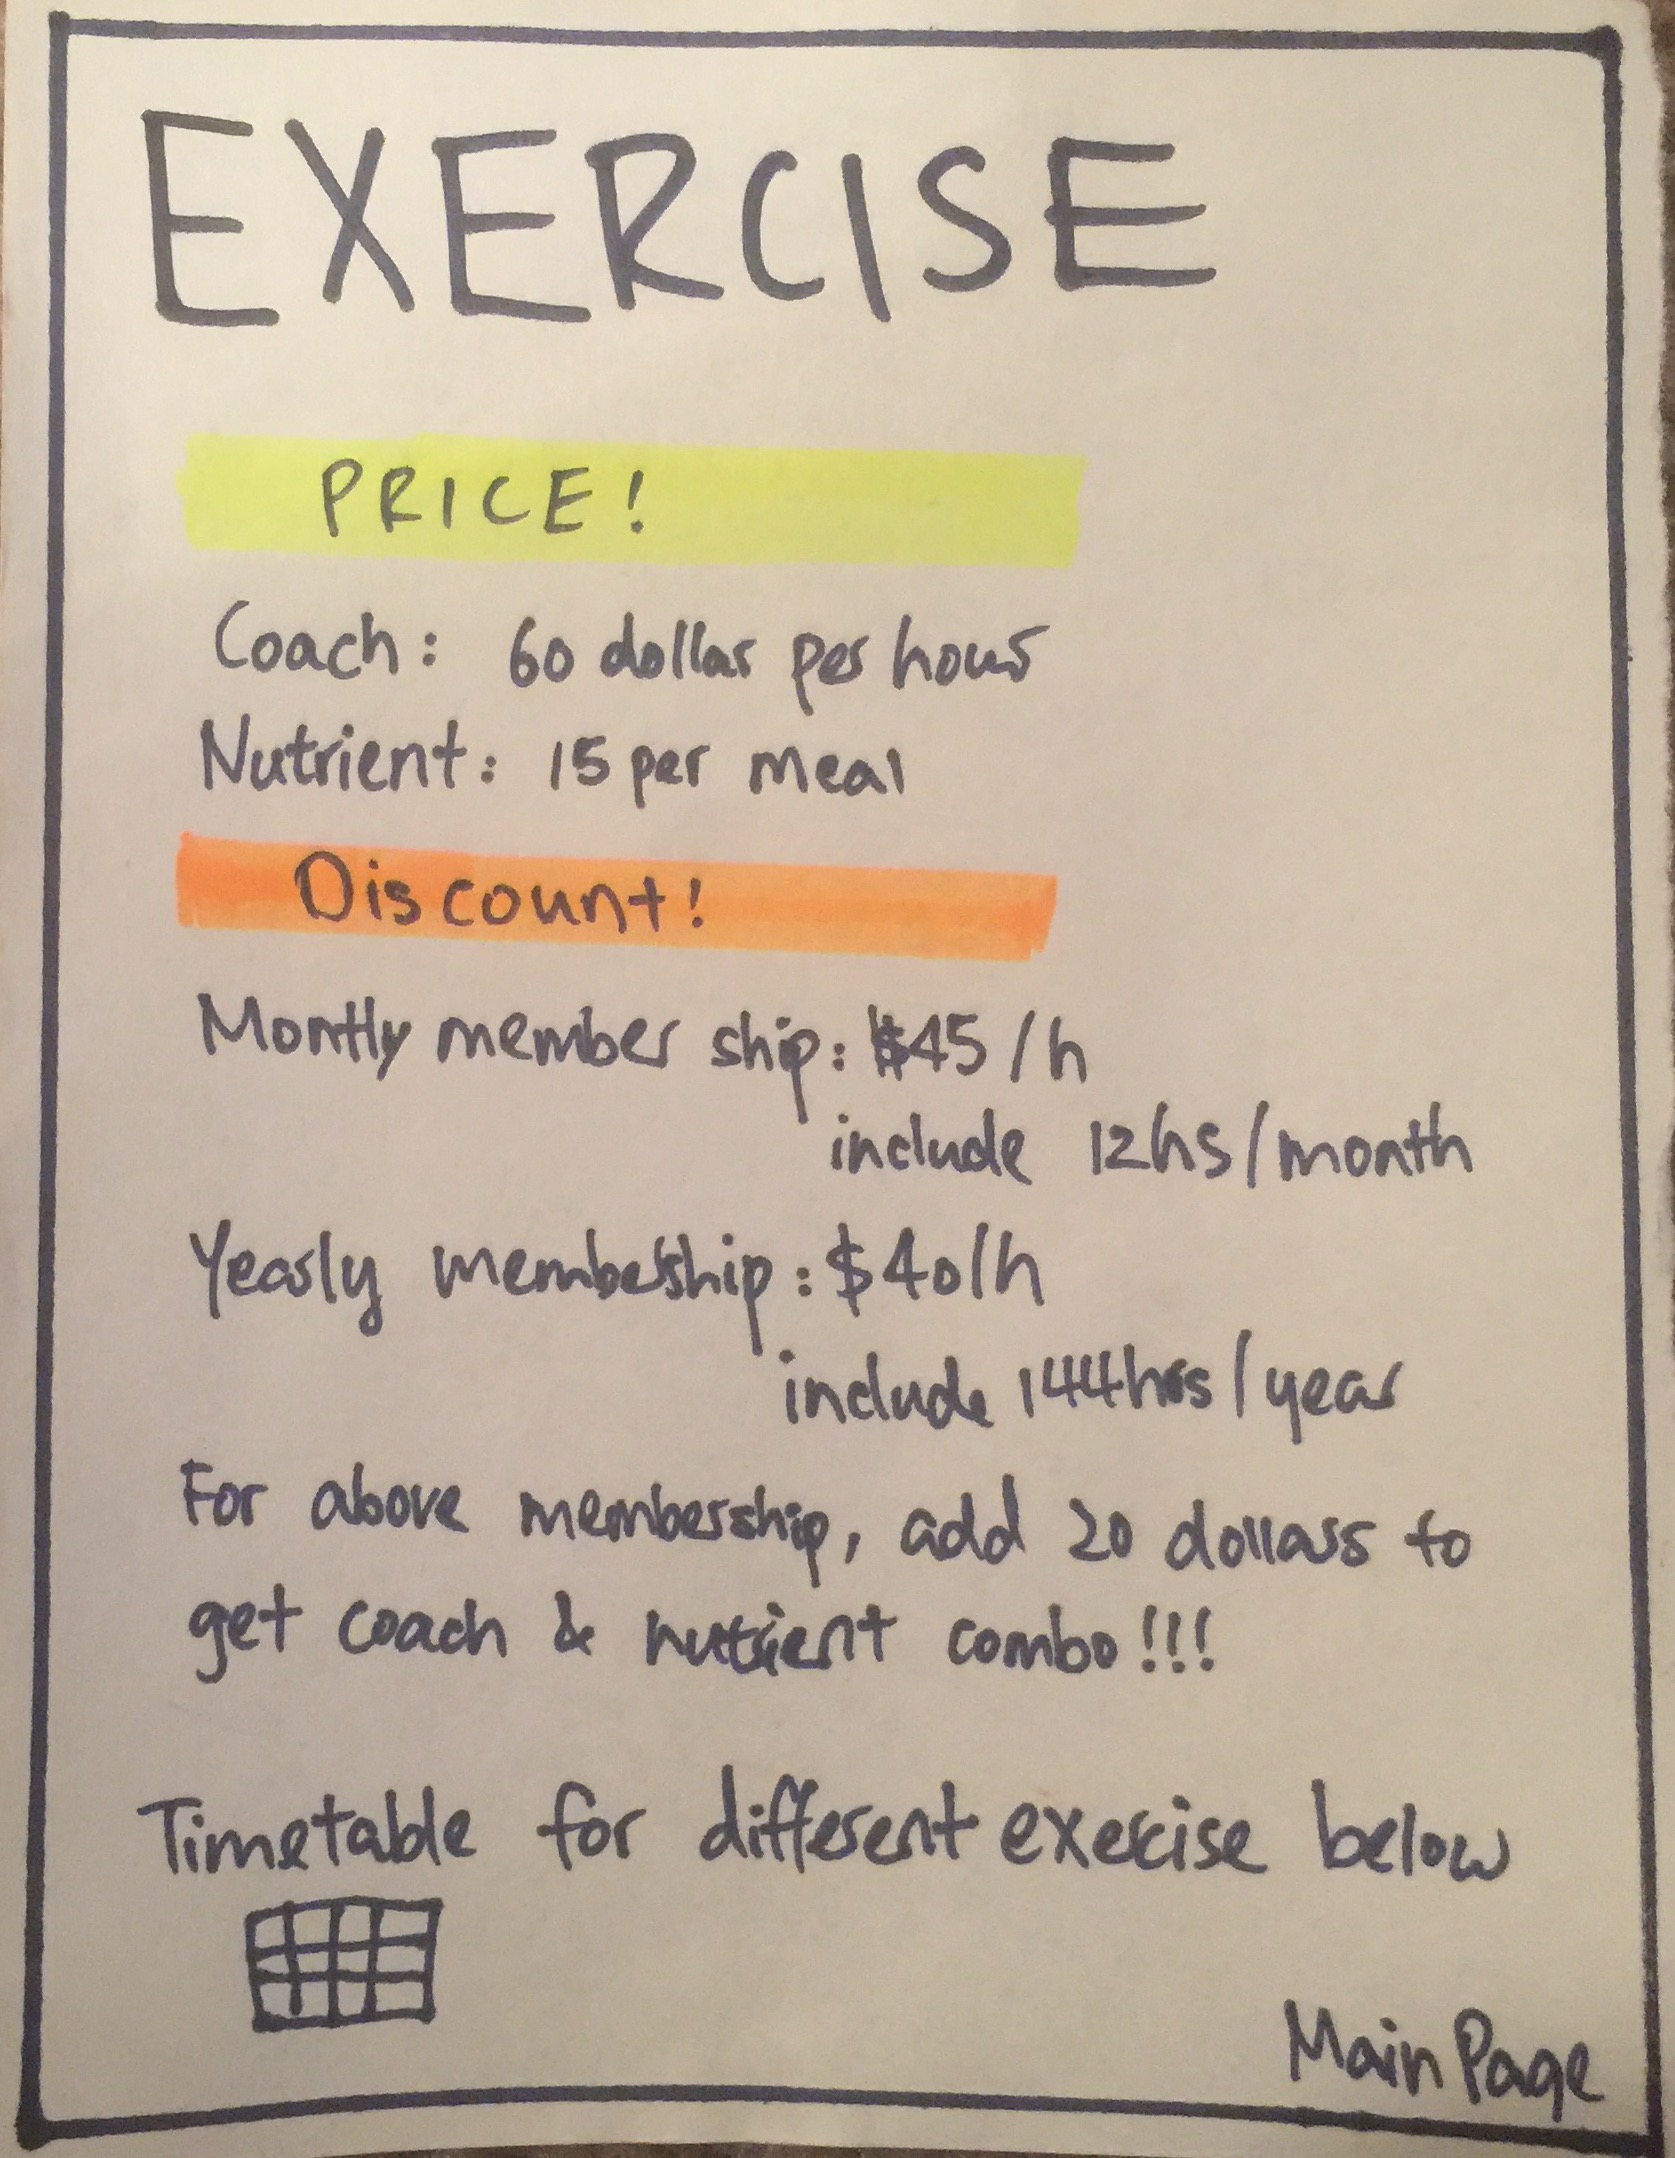 EXERCISE
PRICE!
Coach: 60 dollar per hour
Nutrient: 15 per meal
Discount!
Montly member ship: $45/h
include 12hs/month
Yearly membership: $40/h
include 144hrs/year
For above membership, add 20 dollars to
get coach & nutrient combo!!!
Timetable for different exercise below
Main Page